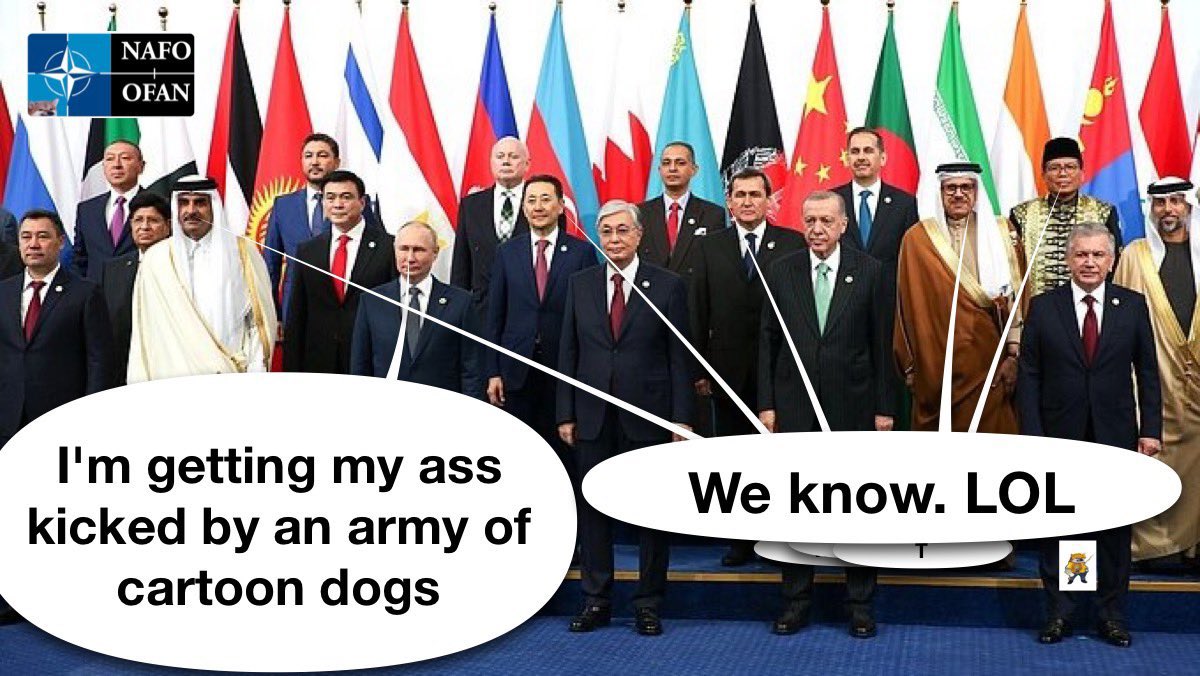 NAFO
OFAN
I'm getting my ass
kicked by an army of
cartoon dogs
We know. LOL
T